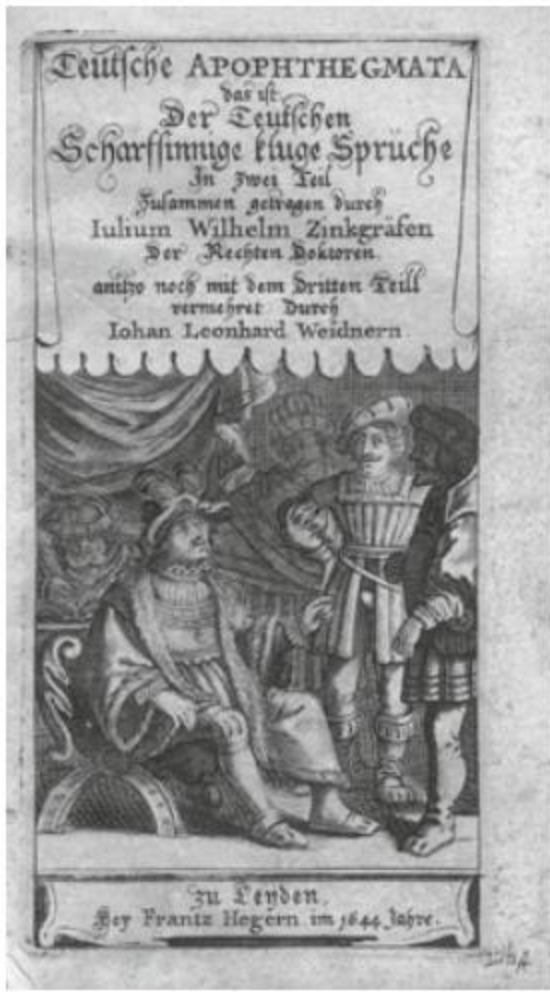 Teutsche APOPHTHEGMATA
das ist
Der Teutschen
Scharfsinnige kluge Sprüche
In zwei Teil
Zusammen getragen durch
Iulium Wilhelm Zinkgräfen
Der Rechten Doktoren.
anitzo noch mit dem Dritten Teill
vermehret Durch
Iohan Leonhard Weidnern.
zu Leyden,
Bey Frantz Hegern im 1644 Jahre.